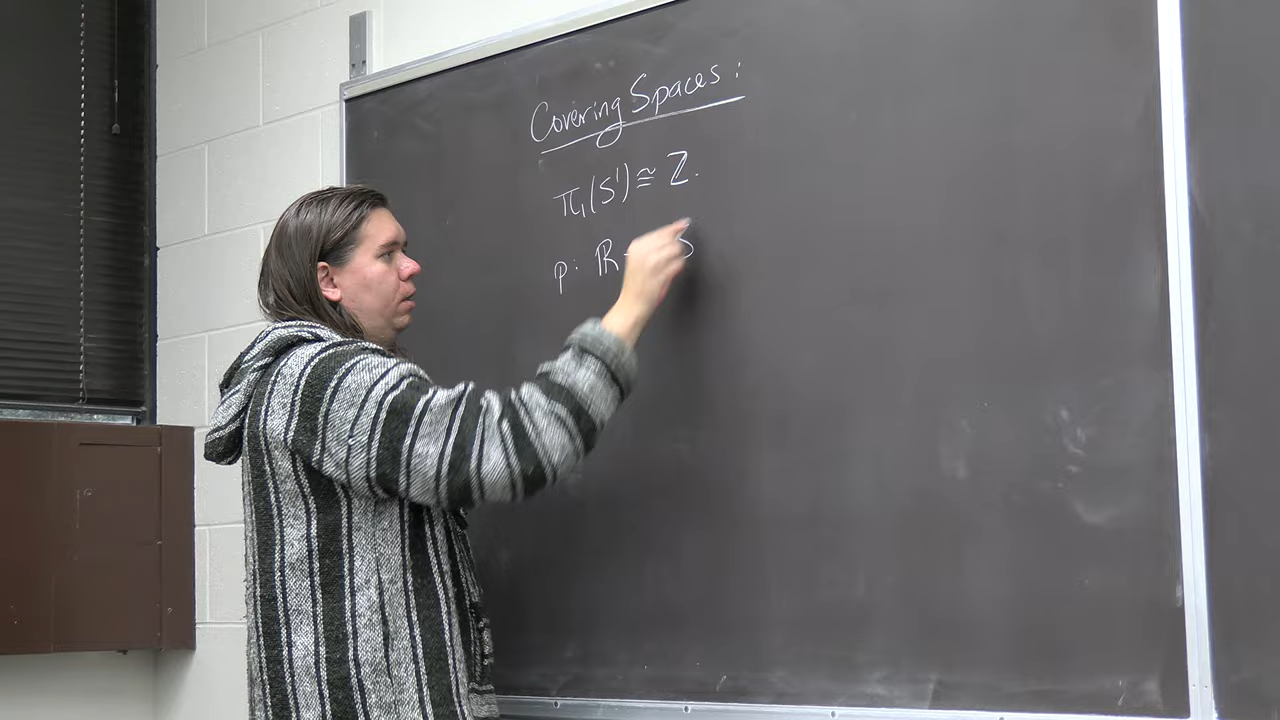 Covering Spaces:
π₁(S¹) ≅ ℤ.
p: ℝ → S